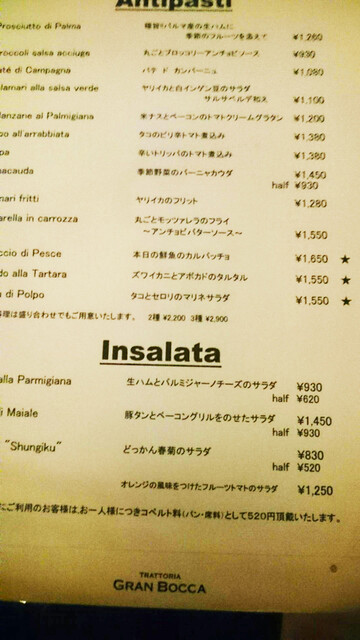 Antipasti
Prosciutto di Palma 種類!パルマ産の生ハムに
季節のフルーツを添えて ¥1,260
roccoli salsa acciuge 丸ごとブロッコリーアンチョビソース ¥930
até di Campagna パテ ド カンパーニュ ¥1,080
alamari alla salsa verde ヤリイカと白インゲン豆のサラダ
サルサベルデ和え ¥1,100
lanzane al Palmigiana 米ナスとベーコンのトマトクリームグラタン ¥1,200
po all'arrabbiata タコのピリ辛トマト煮込み ¥1,380
pa 辛いトリッパのトマト煮込み ¥1,380
nacauda 季節野菜のバーニャカウダ ¥1,450
half ¥930
mari fritti ヤリイカのフリット ¥1,280
arella in carrozza 丸ごとモッツァレラのフライ
～アンチョビバターソース～ ¥1,550
ccio di Pesce 本日の鮮魚のカルパッチョ ¥1,650 ★
do alla Tartara ズワイカニとアボカドのタルタル ¥1,550 ★
a di Polpo タコとセロリのマリネサラダ ¥1,550 ★
料理は盛り合わせでもご用意いたします。 2種 ¥2,200 3種 ¥2,900
Insalata
alla Parmigiana 生ハムとパルミジャーノチーズのサラダ ¥930
half ¥620
di Maiale 豚タンとベーコングリルをのせたサラダ ¥1,450
half ¥930
"Shungiku" どっかん春菊のサラダ ¥830
half ¥520
オレンジの風味をつけたフルーツトマトのサラダ ¥1,250
にご利用のお客様は、お一人様につきコペルト料(パン・席料)として520円頂戴いたします。
TRATTORIA
GRAN BOCCA